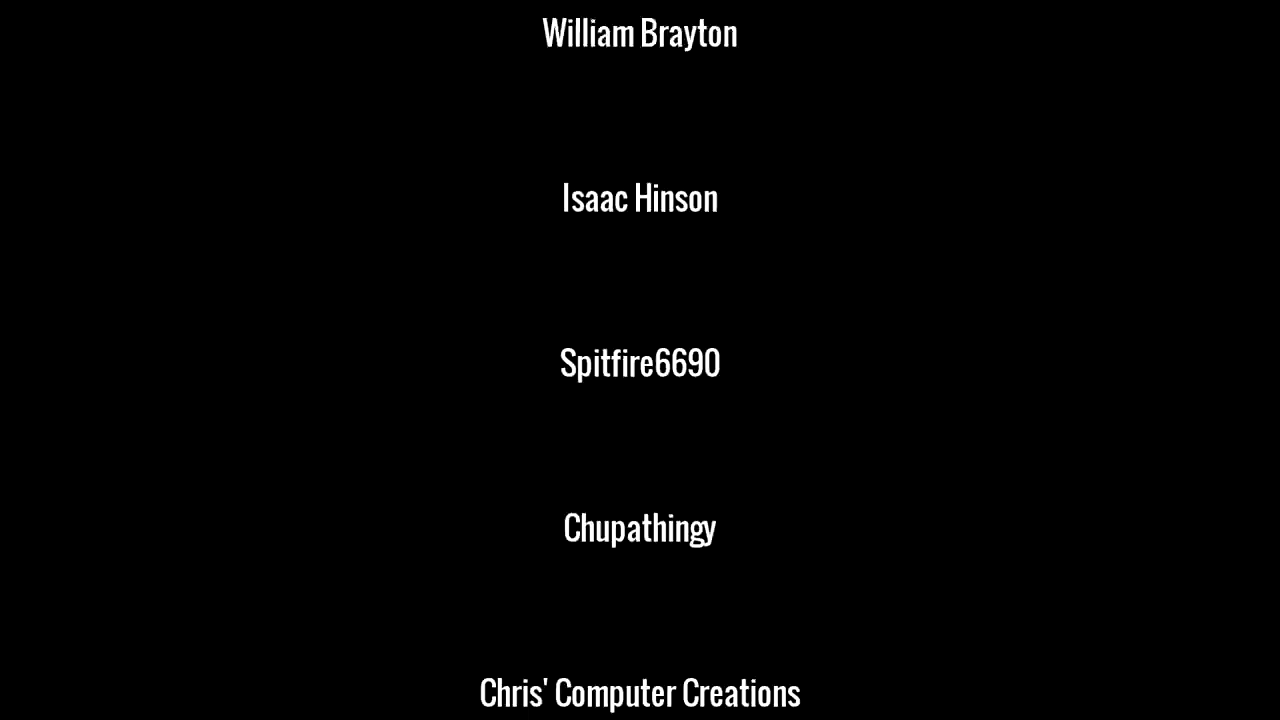 William Brayton
Isaac Hinson
Spitfire6690
Chupathingy
Chris' Computer Creations